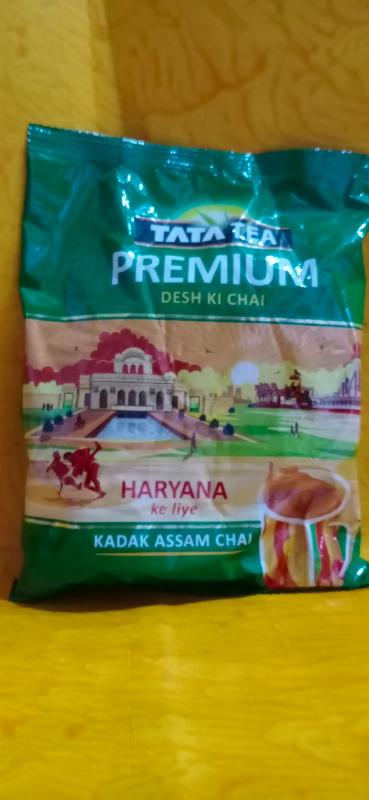 TATA TEA
PREMIUM
DESH KI CHAI
HARYANA
ke liye
KADAK ASSAM CHAI